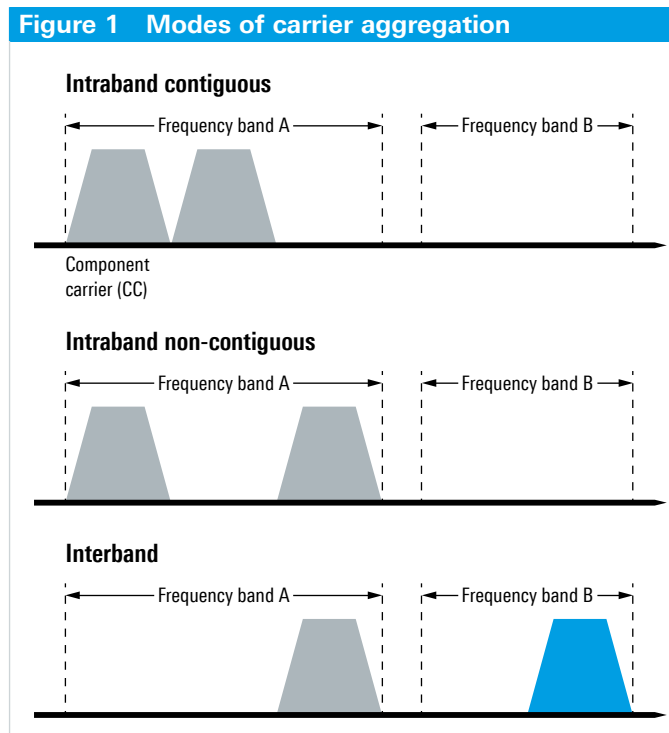 Figure 1 Modes of carrier aggregation
Intraband contiguous
Frequency band A
Frequency band B
Component
carrier (CC)
Intraband non-contiguous
Frequency band A
Frequency band B
Interband
Frequency band A
Frequency band B